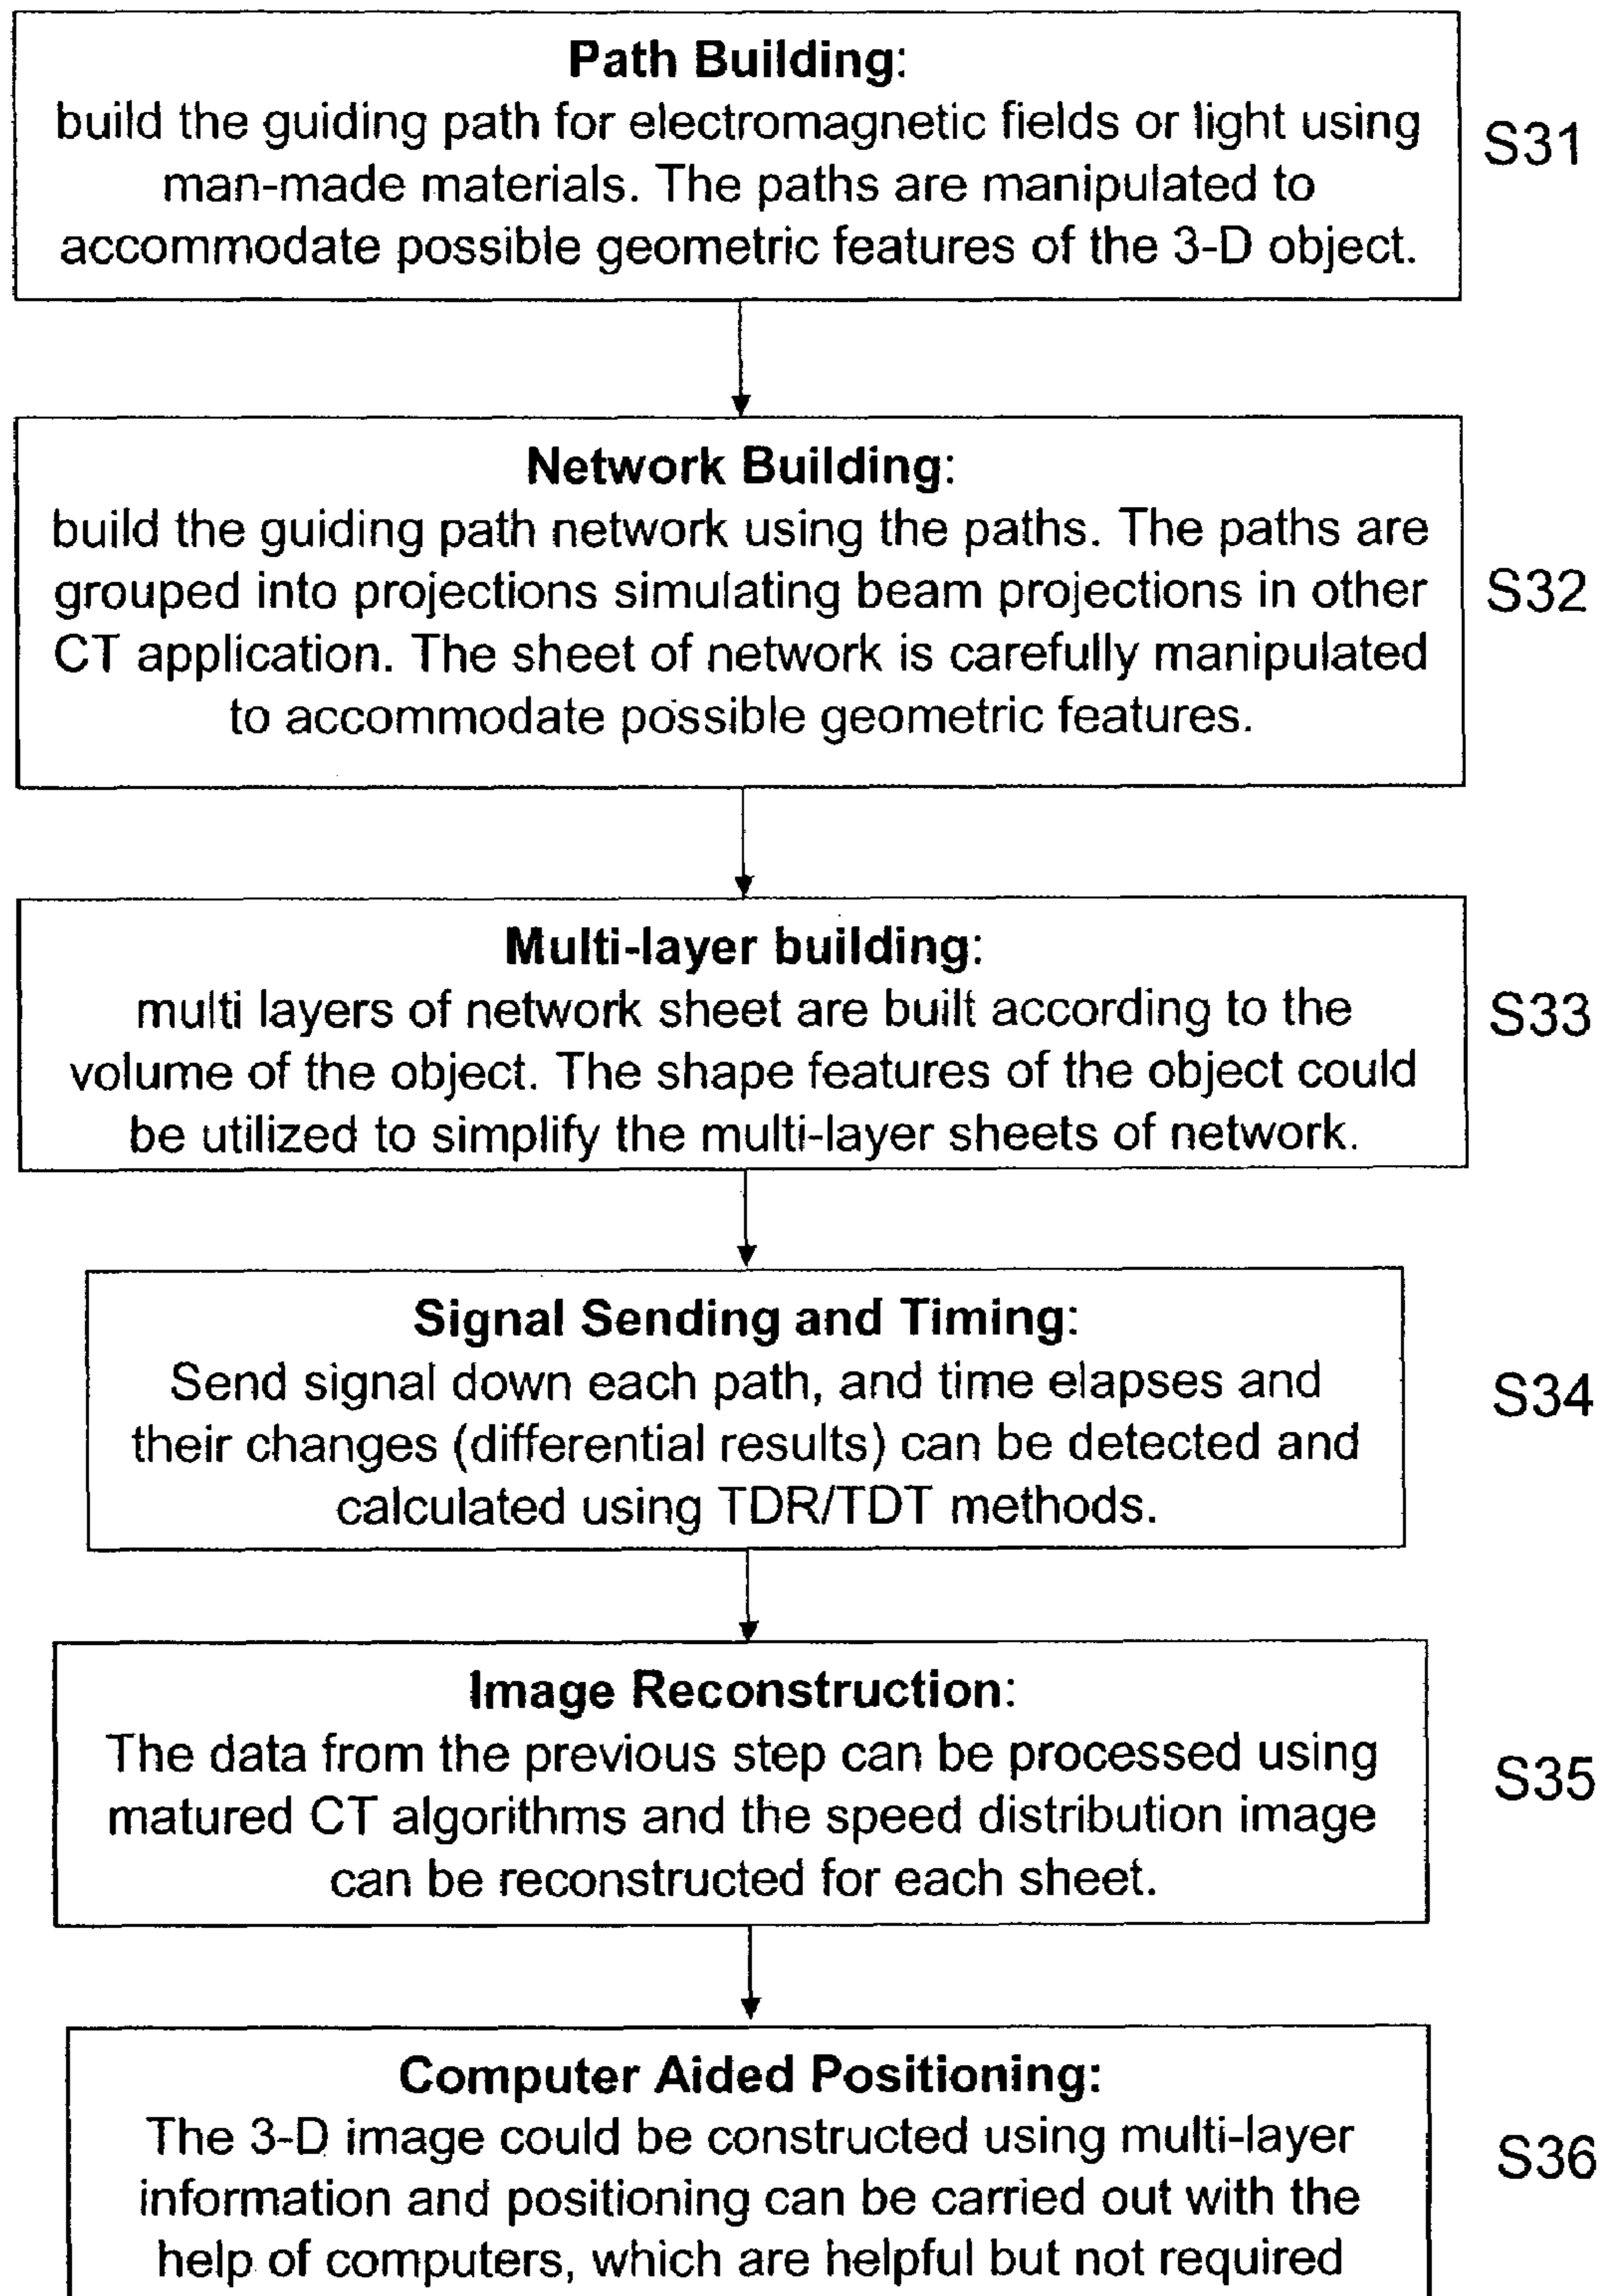 Path Building:
build the guiding path for electromagnetic fields or light using
man-made materials. The paths are manipulated to
accommodate possible geometric features of the 3-D object.
S31
Network Building:
build the guiding path network using the paths. The paths are
grouped into projections simulating beam projections in other
CT application. The sheet of network is carefully manipulated
to accommodate possible geometric features.
S32
Multi-layer building:
multi layers of network sheet are built according to the
volume of the object. The shape features of the object could
be utilized to simplify the multi-layer sheets of network.
S33
Signal Sending and Timing:
Send signal down each path, and time elapses and
their changes (differential results) can be detected and
calculated using TDR/TDT methods.
S34
Image Reconstruction:
The data from the previous step can be processed using
matured CT algorithms and the speed distribution image
can be reconstructed for each sheet.
S35
Computer Aided Positioning:
The 3-D image could be constructed using multi-layer
information and positioning can be carried out with the
help of computers, which are helpful but not required
S36